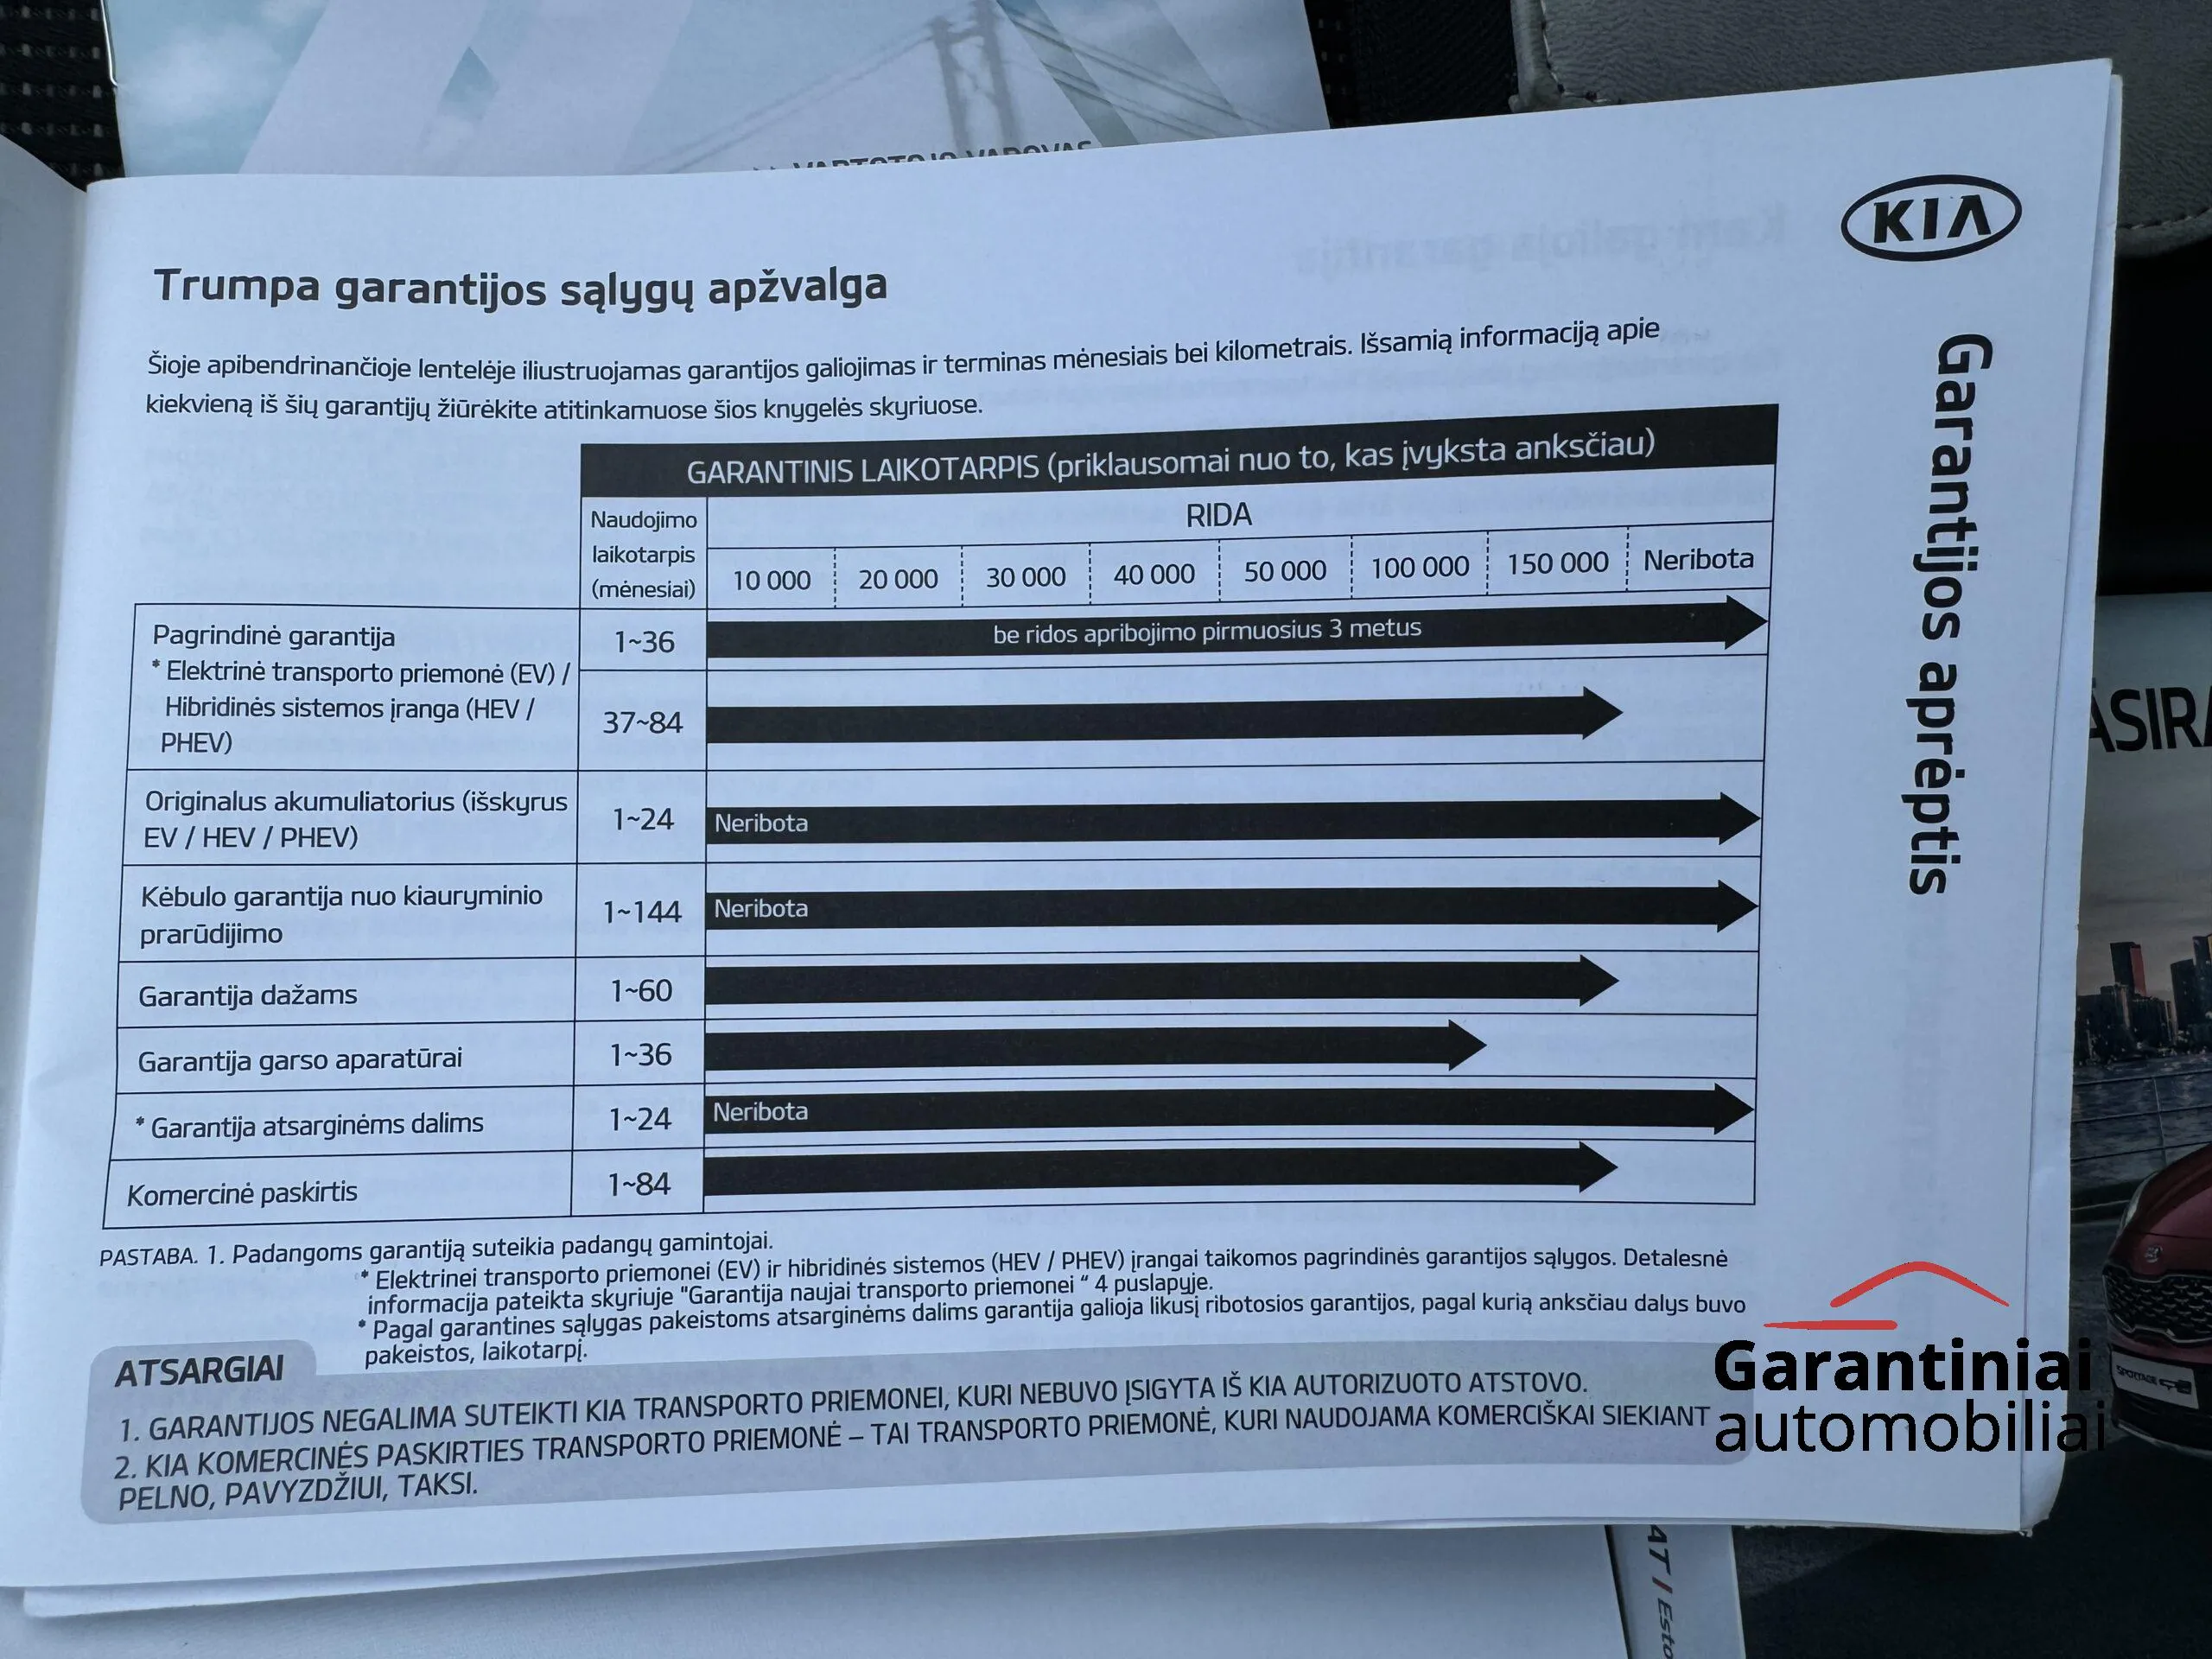 KIA
Garantijos aprėptis
Trumpa garantijos sąlygų apžvalga
Šioje apibendrinančioje lentelėje iliustruojamas garantijos galiojimas ir terminas mėnesiais bei kilometrais. Išsamią informaciją apie
kiekvieną iš šių garantijų žiūrėkite atitinkamuose šios knygelės skyriuose.
GARANTINIS LAIKOTARPIS (priklausomai nuo to, kas įvyksta anksčiau)
Naudojimo
laikotarpis
(mėnesiai)
RIDA
10 000 20 000 30 000 40 000 50 000 100 000 150 000 Neribota
Pagrindinė garantija
* Elektrinė transporto priemonė (EV) /
Hibridinės sistemos įranga (HEV /
PHEV)
1~36 be ridos apribojimo pirmuosius 3 metus
37~84
Originalus akumuliatorius (išskyrus
EV / HEV / PHEV)
1~24 Neribota
Kėbulo garantija nuo kiauryminio
prarūdijimo
1~144 Neribota
Garantija dažams 1~60
Garantija garso aparatūrai 1~36
* Garantija atsarginėms dalims 1~24 Neribota
Komercinė paskirtis 1~84
PASTABA. 1. Padangoms garantiją suteikia padangų gamintojai.
* Elektrinei transporto priemonei (EV) ir hibridinės sistemos (HEV / PHEV) įrangai taikomos pagrindinės garantijos sąlygos. Detalesnė
informacija pateikta skyriuje "Garantija naujai transporto priemonei “ 4 puslapyje.
* Pagal garantines sąlygas pakeistoms atsarginėms dalims garantija galioja likusį ribotosios garantijos, pagal kurią anksčiau dalys buvo
pakeistos, laikotarpį.
ATSARGIAI
1. GARANTIJOS NEGALIMA SUTEIKTI KIA TRANSPORTO PRIEMONEI, KURI NEBUVO ĮSIGYTA IŠ KIA AUTORIZUOTO ATSTOVO.
2. KIA KOMERCINĖS PASKIRTIES TRANSPORTO PRIEMONĖ – TAI TRANSPORTO PRIEMONĖ, KURI NAUDOJAMA KOMERCIŠKAI SIEKIANT
PELNO, PAVYZDŽIUI, TAKSI.
Garantiniai
automobiliai
SPORTAGE